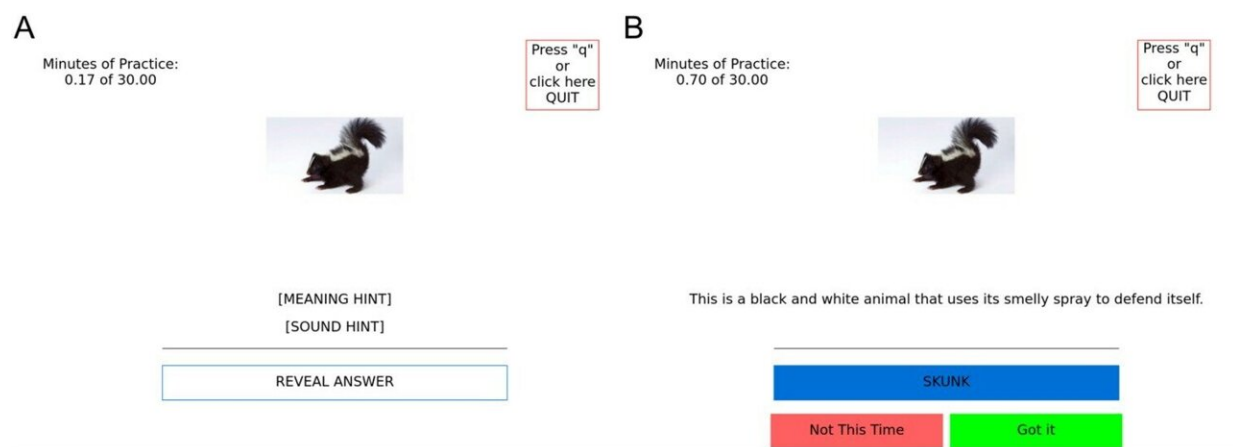 A
Minutes of Practice:
0.17 of 30.00
Press "q"
or
click here
QUIT
[MEANING HINT]
[SOUND HINT]
REVEAL ANSWER
B
Minutes of Practice:
0.70 of 30.00
Press "q"
or
click here
QUIT
This is a black and white animal that uses its smelly spray to defend itself.
SKUNK
Not This Time
Got it